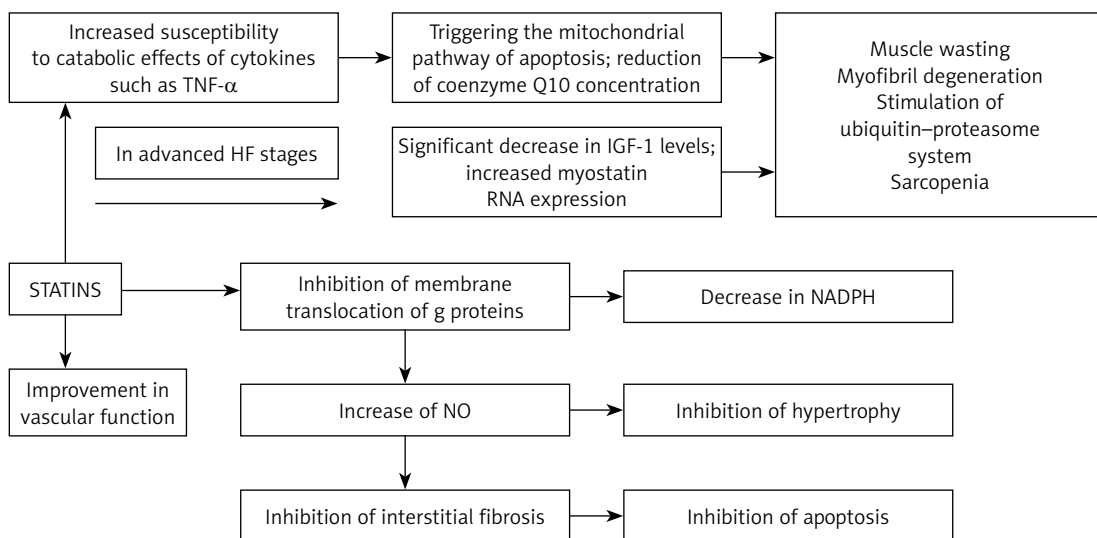 Increased susceptibility
to catabolic effects of cytokines
such as TNF-α
Triggering the mitochondrial
pathway of apoptosis; reduction
of coenzyme Q10 concentration
Muscle wasting
Myofibril degeneration
Stimulation of
ubiquitin–proteasome
system
Sarcopenia
In advanced HF stages
Significant decrease in IGF-1 levels;
increased myostatin
RNA expression
STATINS
Inhibition of membrane
translocation of g proteins
Decrease in NADPH
Improvement in
vascular function
Increase of NO
Inhibition of hypertrophy
Inhibition of interstitial fibrosis
Inhibition of apoptosis